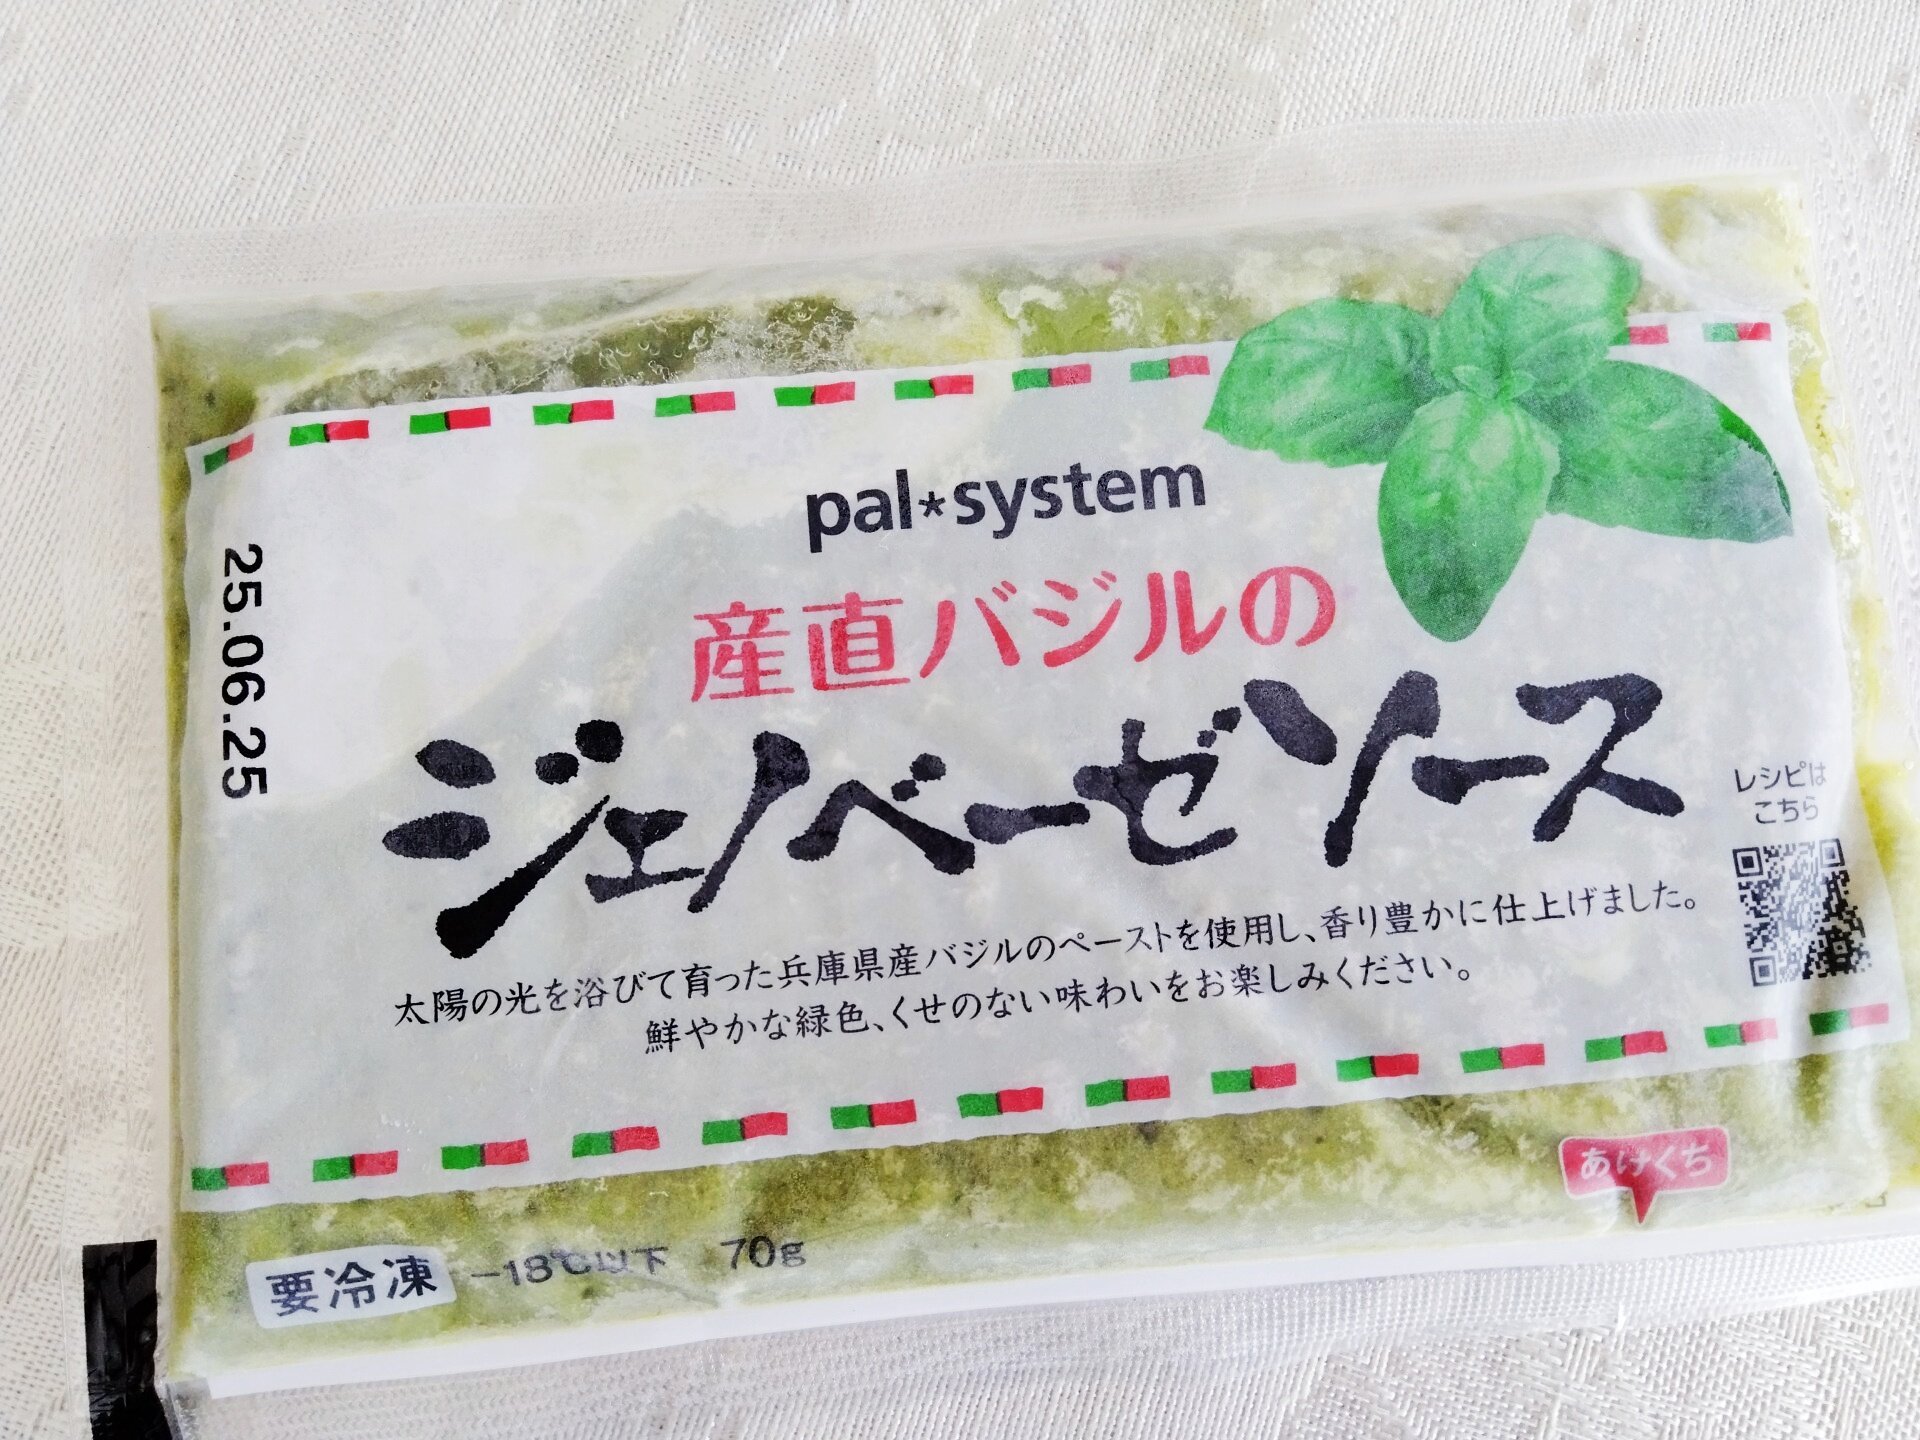 pal★system
産直バジルの
ジェノベーゼソース
太陽の光を浴びて育った兵庫県産バジルのペーストを使用し、香り豊かに仕上げました。
鮮やかな緑色、くせのない味わいをお楽しみください。
25.06.25
レシピは
こちら
あけくち
要冷凍 -18℃以下 70g